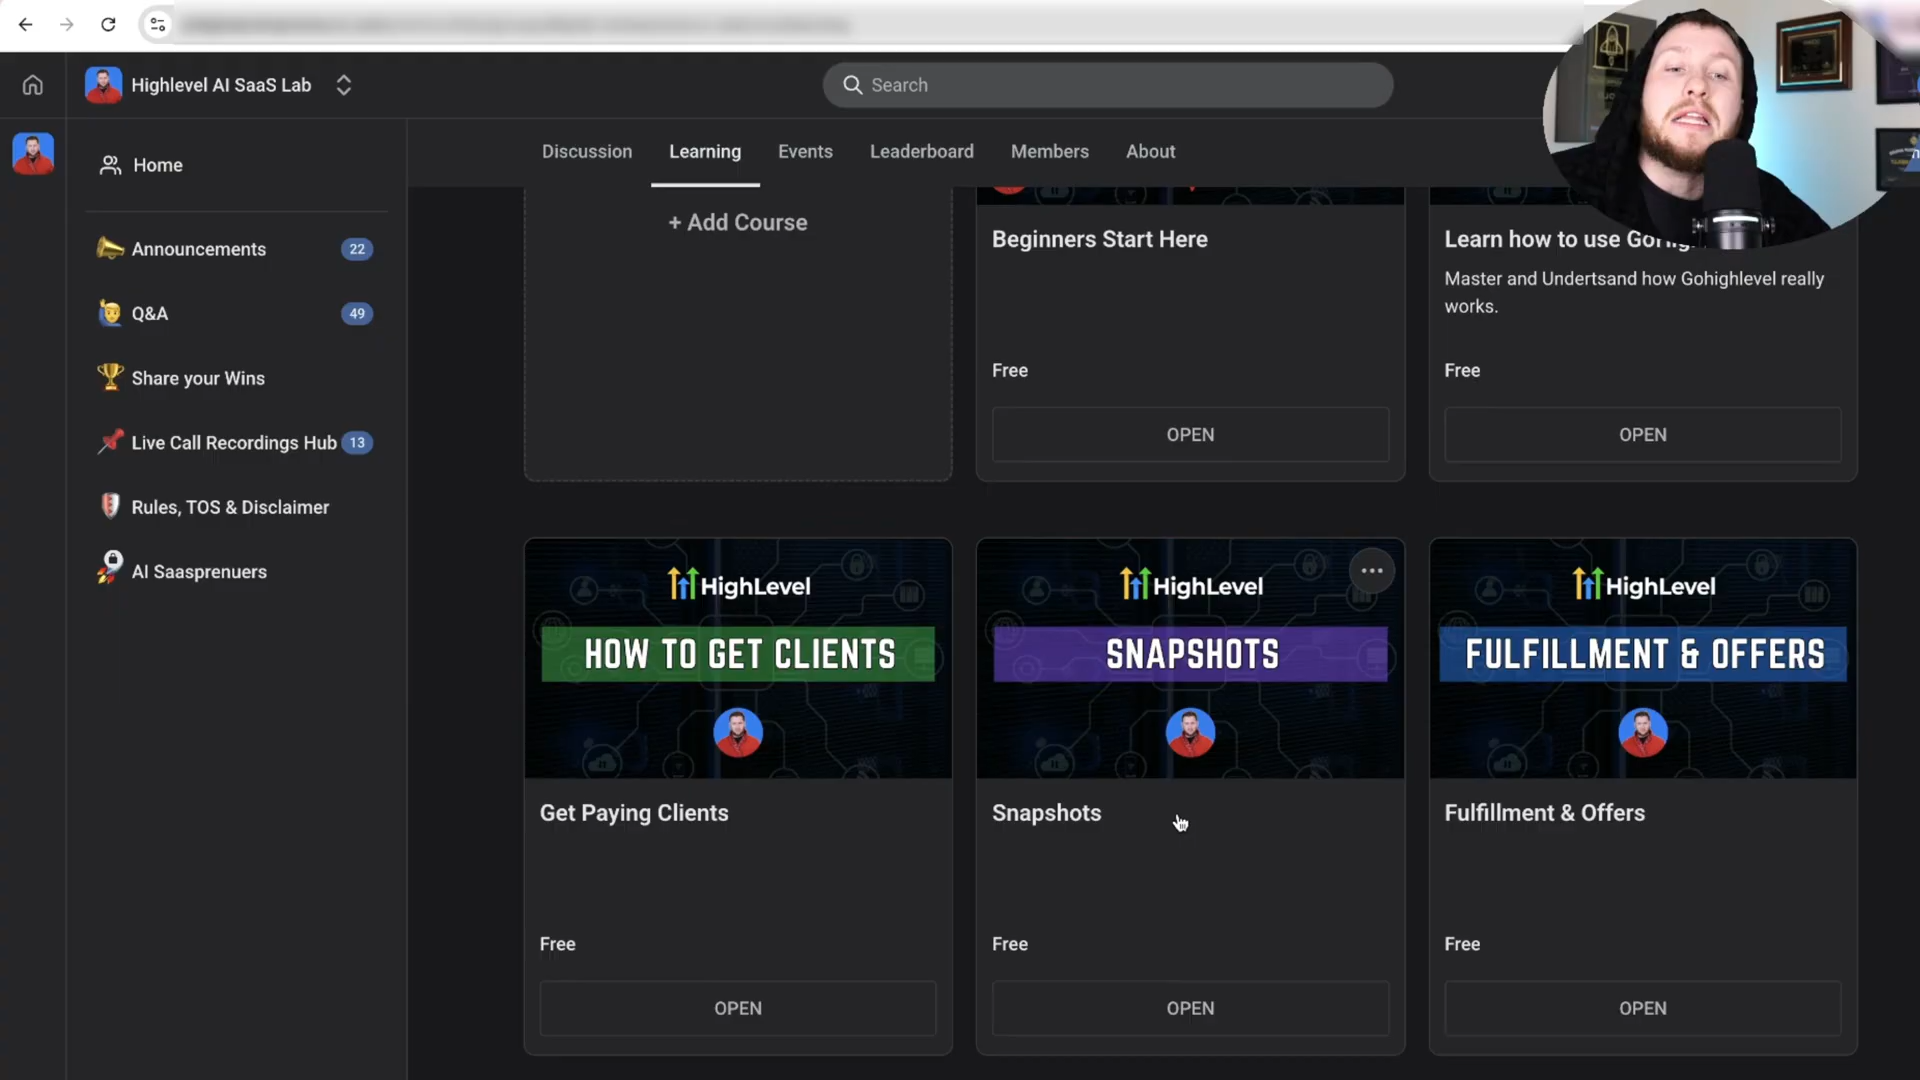 Highlevel AI SaaS Lab
Search
Home
Announcements
22
Q&A
49
Share your Wins
Live Call Recordings Hub
13
Rules, TOS & Disclaimer
AI Saasprenuers
Discussion
Learning
Events
Leaderboard
Members
About
+ Add Course
Beginners Start Here
Free
OPEN
Learn how to use
Master and Undertsand how Gohighlevel really
works.
Free
OPEN
HighLevel
HOW TO GET CLIENTS
Get Paying Clients
Free
OPEN
HighLevel
SNAPSHOTS
Snapshots
Free
OPEN
HighLevel
FULFILLMENT & OFFERS
Fulfillment & Offers
Free
OPEN